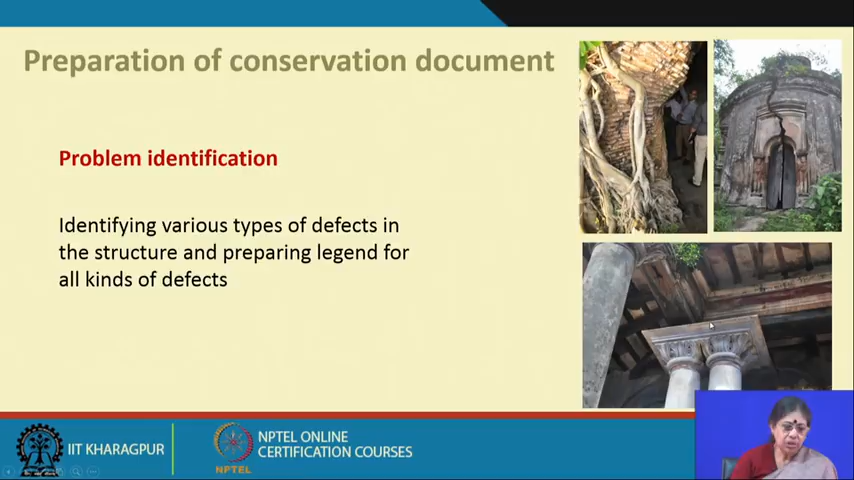 Preparation of conservation document
Problem identification
Identifying various types of defects in
the structure and preparing legend for
all kinds of defects
IIT KHARAGPUR
NPTEL
NPTEL ONLINE
CERTIFICATION COURSES